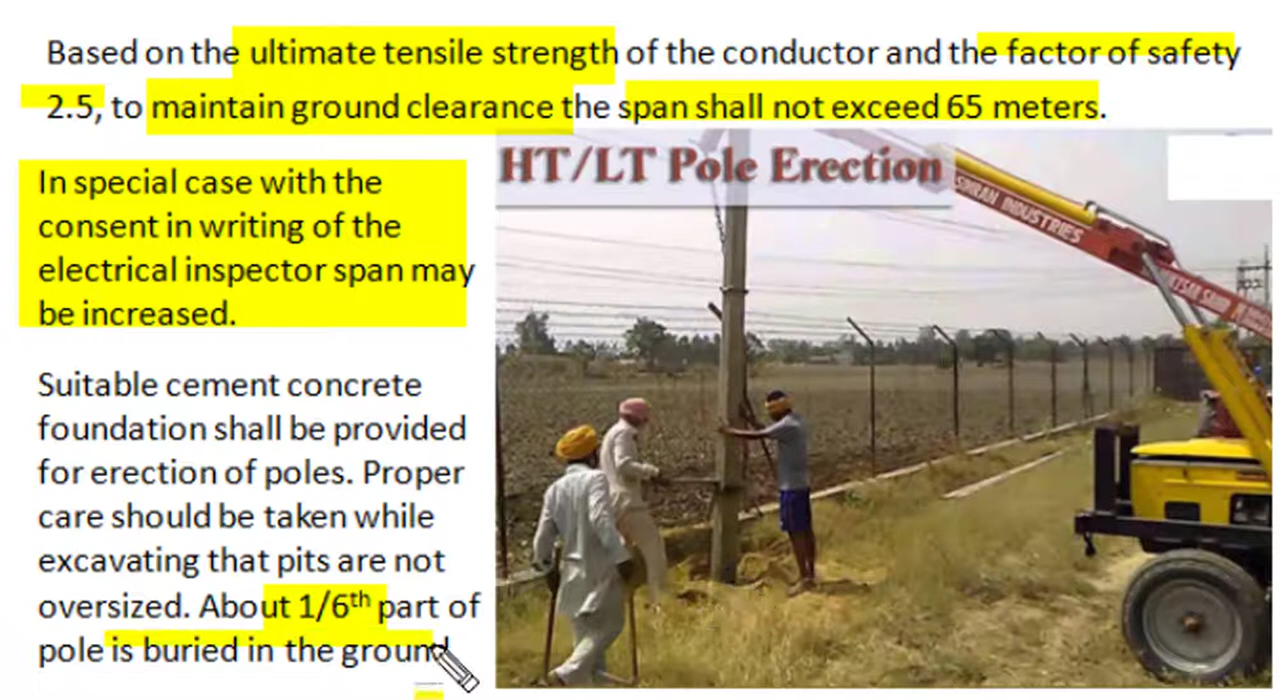 Based on the ultimate tensile strength of the conductor and the factor of safety
2.5, to maintain ground clearance the span shall not exceed 65 meters.
HT/LT Pole Erection
In special case with the
consent in writing of the
electrical inspector span may
be increased.
Suitable cement concrete
foundation shall be provided
for erection of poles. Proper
care should be taken while
excavating that pits are not
oversized. About 1/6th part of
pole is buried in the ground
INDUSTRIES